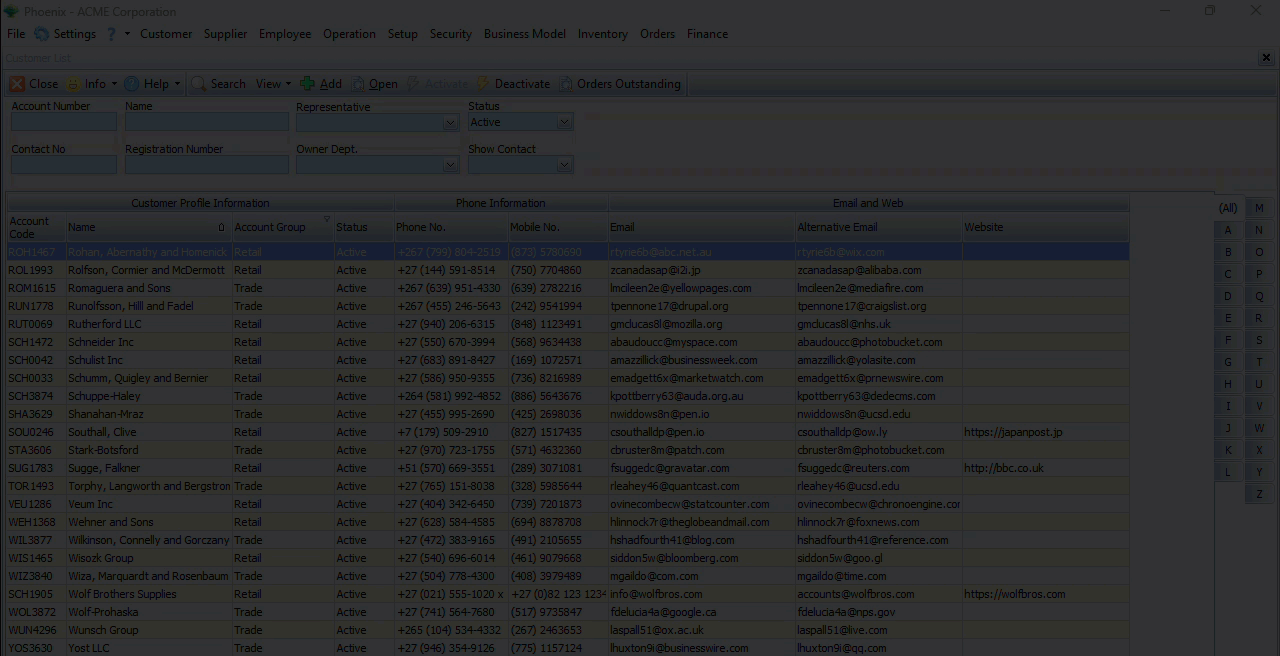 Phoenix - ACME Corporation
File Settings ? Customer Supplier Employee Operation Setup Security Business Model Inventory Orders Finance
Customer List
Close Info Help Search View Add Open Activate Deactivate Orders Outstanding
Account Number Name Representative Status
Active
Contact No Registration Number Owner Dept. Show Contact
Customer Profile Information Phone Information Email and Web
Account Code Name Account Group Status Phone No. Mobile No. Email Alternative Email Website
ROH1467 Rohan, Abernathy and Homenick Retail Active +267 (799) 804-2519 (873) 5780690 rtyrie6b@abc.net.au rtyrie6b@wix.com
ROL1993 Rolfson, Cormier and McDermott Retail Active +27 (144) 591-8514 (750) 7704860 zcanadasap@i2i.jp zcanadasap@alibaba.com
ROM1615 Romaguera and Sons Trade Active +267 (639) 951-4330 (639) 2782216 lmcileen2e@yellowpages.com lmcileen2e@mediafire.com
RUN1778 Runolfsson, Hilll and Fadel Trade Active +267 (455) 246-5643 (242) 9541994 tpennone17@drupal.org tpennone17@craigslist.org
RUT0069 Rutherford LLC Retail Active +27 (940) 206-6315 (848) 1123491 gmclucas8l@mozilla.org gmclucas8l@nhs.uk
SCH1472 Schneider Inc Retail Active +27 (550) 670-3994 (568) 9634438 abaudoucc@myspace.com abaudoucc@photobucket.com
SCH0042 Schulist Inc Retail Active +27 (683) 891-8427 (169) 1072571 amazzillick@businessweek.com amazzillick@yolasite.com
SCH0033 Schumm, Quigley and Bernier Retail Active +27 (586) 950-9355 (736) 8216989 emadgett6x@marketwatch.com emadgett6x@prnewswire.com
SCH3874 Schuppe-Haley Trade Active +264 (581) 992-4852 (886) 5643676 kpottberry63@auda.org.au kpottberry63@dedecms.com
SHA3629 Shanahan-Mraz Trade Active +27 (455) 995-2690 (425) 2698036 nwiddows8n@pen.io nwiddows8n@ucsd.edu
SOU0246 Southall, Clive Retail Active +7 (179) 509-2910 (827) 1517435 csouthalldp@pen.io csouthalldp@ow.ly https://japanpost.jp
STA3606 Stark-Botsford Trade Active +27 (970) 723-1755 (571) 4632360 cbruster8m@patch.com cbruster8m@photobucket.com
SUG1783 Sugge, Falkner Retail Active +51 (570) 669-3551 (289) 3071081 fsuggedc@gravatar.com fsuggedc@reuters.com http://bbc.co.uk
TOR1493 Torphy, Langworth and Bergstrom Trade Active +27 (765) 151-8038 (328) 5985644 rleahey46@quantcast.com rleahey46@ucsd.edu
VEU1286 Veum Inc Retail Active +27 (404) 342-6450 (739) 7201873 ovinecombecw@statcounter.com ovinecombecw@chronoengine.cor
WEH1368 Wehner and Sons Retail Active +27 (628) 584-4585 (694) 8878708 hlinnock7r@theglobeandmail.com hlinnock7r@foxnews.com
WIL3877 Wilkinson, Connelly and Gorczany Trade Active +27 (472) 383-9165 (491) 2105655 hshadfourth41@blog.com hshadfourth41@reference.com
WIS1465 Wisozk Group Retail Active +27 (540) 696-6014 (461) 9079668 siddon5w@bloomberg.com siddon5w@goo.gl
WIZ3840 Wiza, Marquardt and Rosenbaum Trade Active +27 (504) 778-4300 (408) 3979489 mgaildo@com.com mgaildo@time.com
SCH1905 Wolf Brothers Supplies Retail Active +27 (021) 555-1020 x +27 (0)82 123 1234 info@wolfbros.com accounts@wolfbros.com https://wolfbros.com
WOL3872 Wolf-Prohaska Trade Active +27 (741) 564-7680 (517) 9735847 fdelucia4a@google.ca fdelucia4a@nps.gov
WUN4296 Wunsch Group Trade Active +265 (104) 534-4332 (267) 2463653 laspall51@ox.ac.uk laspall51@live.com
YOS3630 Yost LLC Trade Active +27 (946) 354-9126 (775) 1157124 lhuxton9i@businesswire.com lhuxton9i@qq.com
(All) M
A N
B O
C P
D Q
E R
F S
G T
H U
I V
J W
K X
L Y
Z